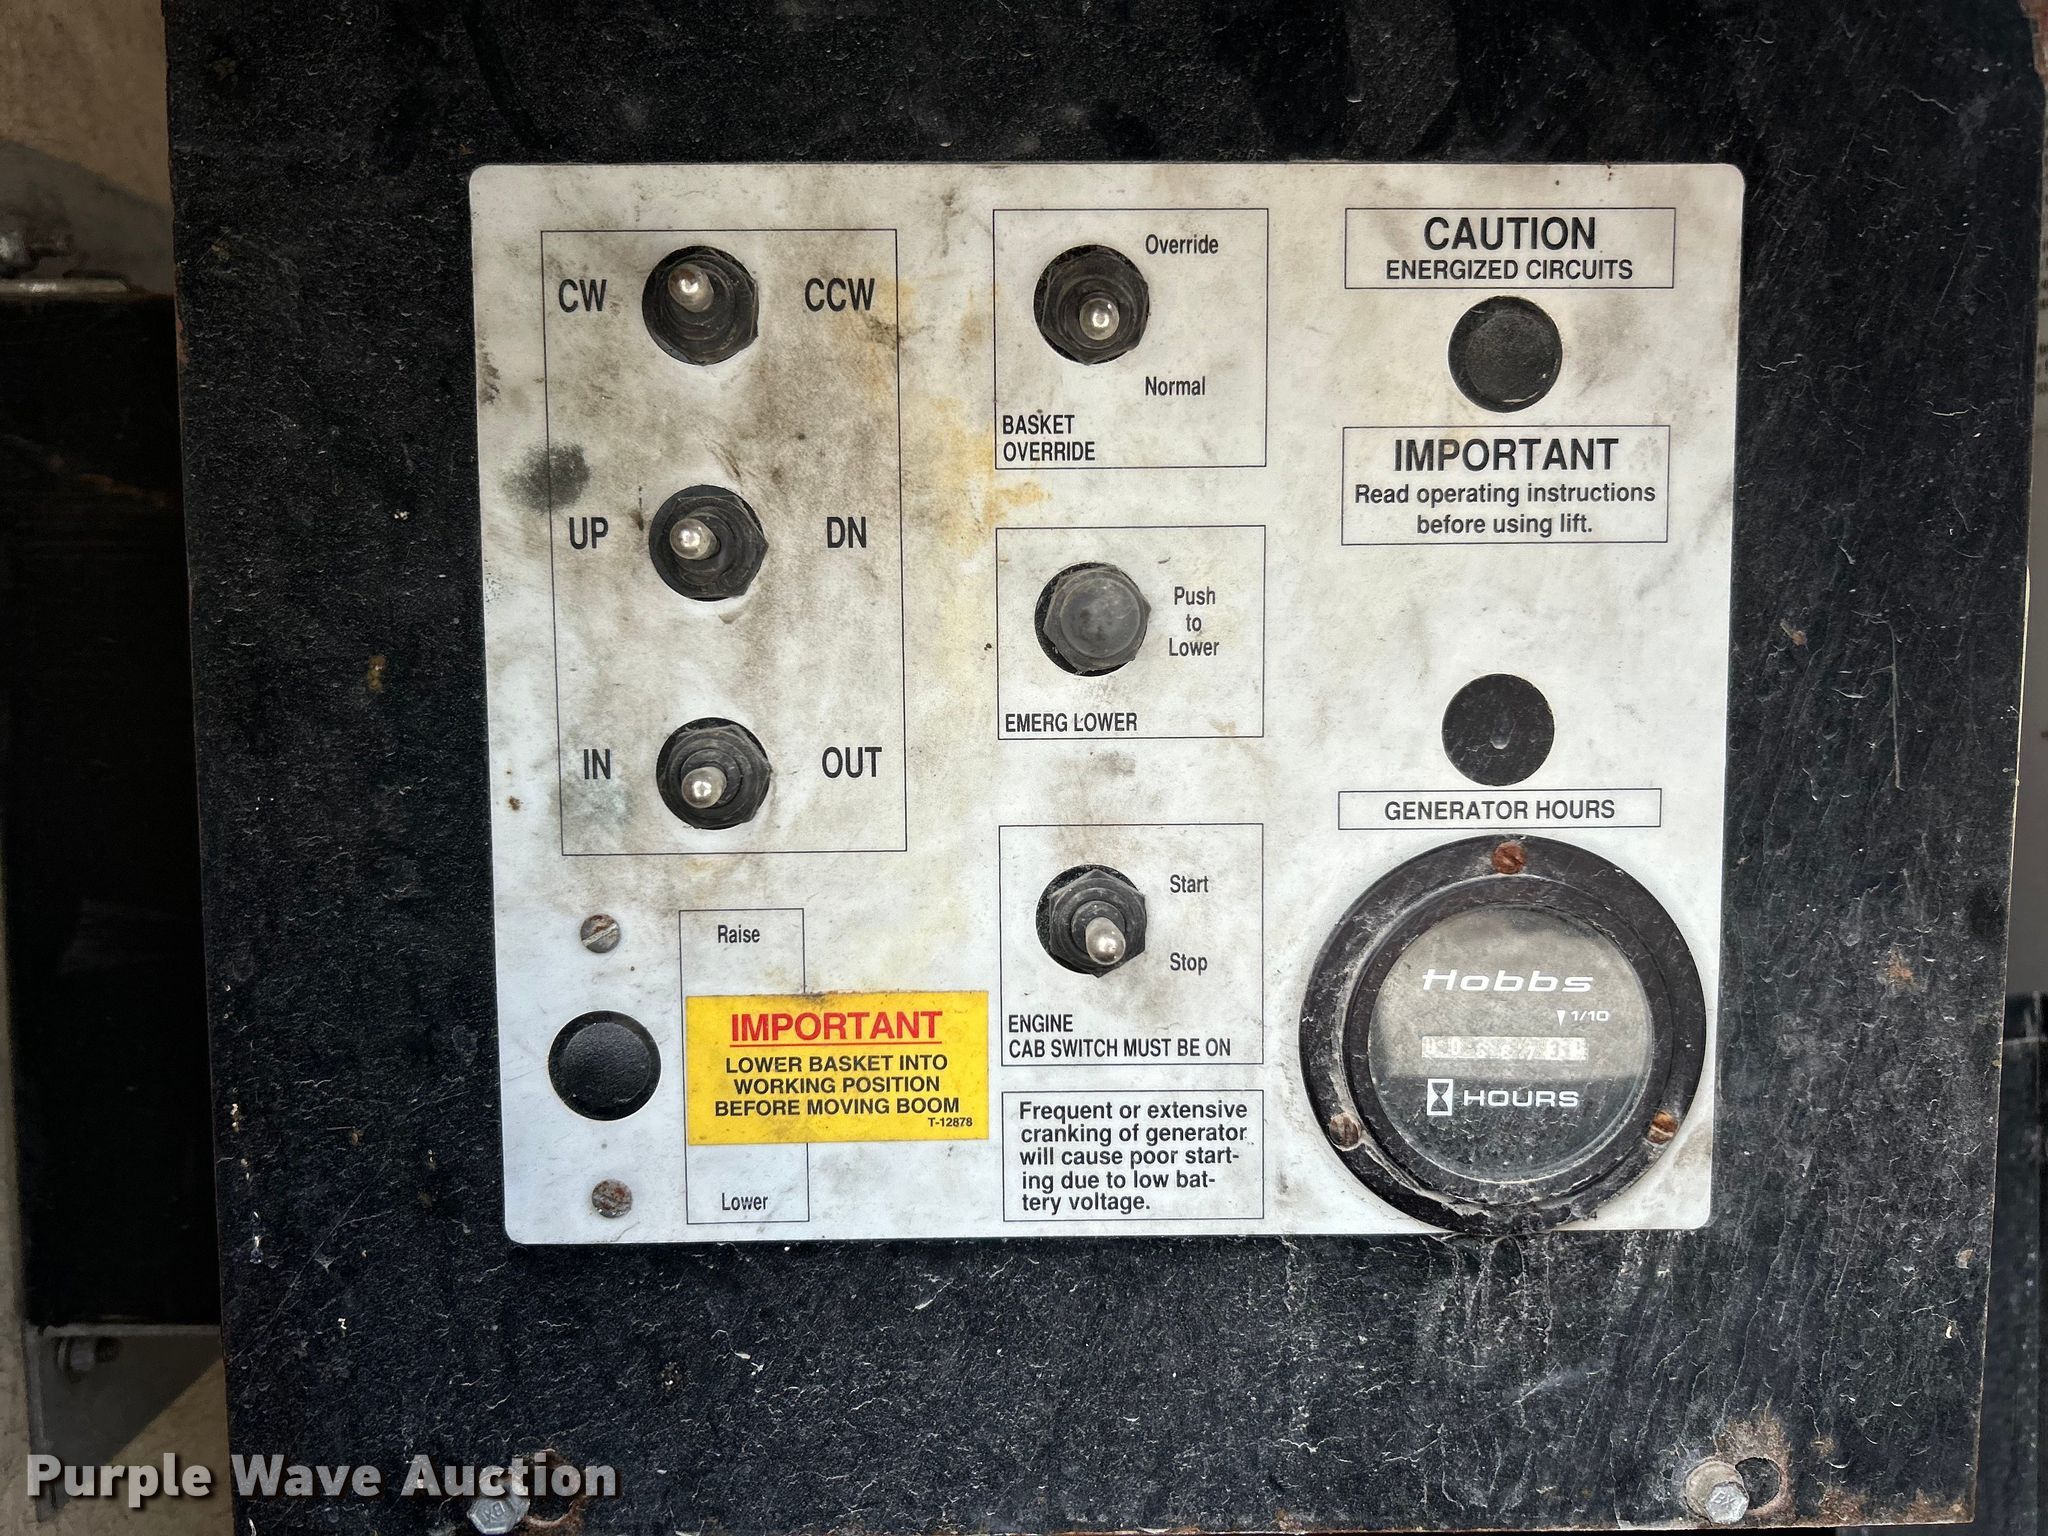 CW
CCW
UP
DN
IN
OUT
Raise
IMPORTANT
LOWER BASKET INTO
WORKING POSITION
BEFORE MOVING BOOM
T-12878
Lower
Override
Normal
BASKET
OVERRIDE
Push
to
Lower
EMERG LOWER
Start
Stop
ENGINE
CAB SWITCH MUST BE ON
Frequent or extensive
cranking of generator
will cause poor start-
ing due to low bat-
tery voltage.
CAUTION
ENERGIZED CIRCUITS
IMPORTANT
Read operating instructions
before using lift.
GENERATOR HOURS
Hobbs
1/10
HOURS
Purple Wave Auction